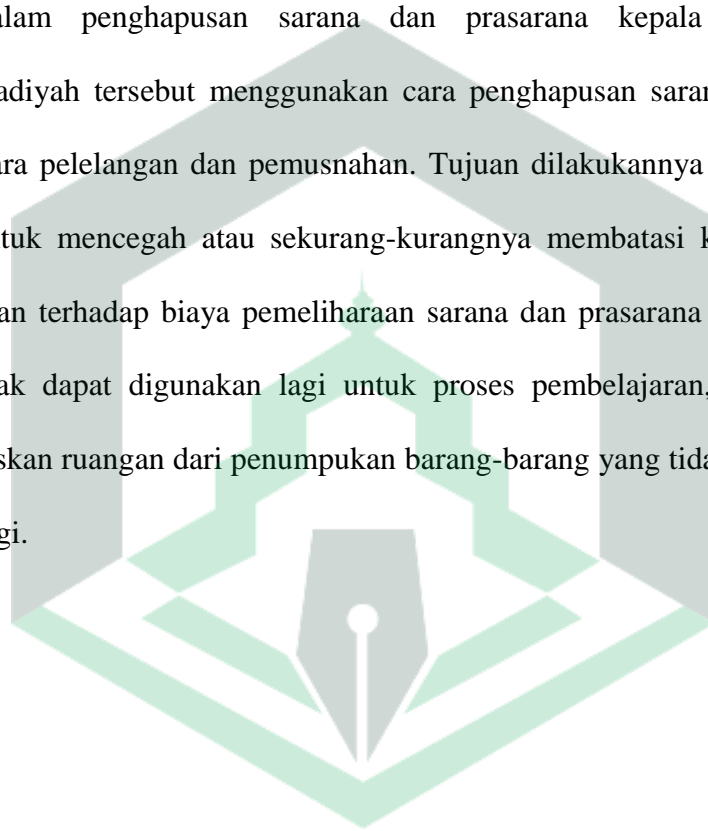 alam penghapusan sarana dan prasarana kepala
adiyah tersebut menggunakan cara penghapusan saran
ara pelelangan dan pemusnahan. Tujuan dilakukannya
tuk mencegah atau sekurang-kurangnya membatasi k
an terhadap biaya pemeliharaan sarana dan prasarana
ak dapat digunakan lagi untuk proses pembelajaran,
skan ruangan dari penumpukan barang-barang yang tida
gi.